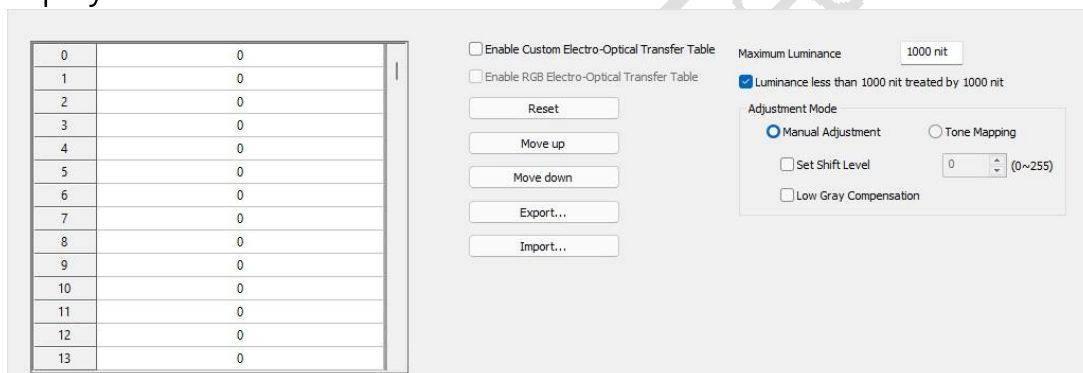 0 0
1 0
2 0
3 0
4 0
5 0
6 0
7 0
8 0
9 0
10 0
11 0
12 0
13 0
Enable Custom Electro-Optical Transfer Table
Enable RGB Electro-Optical Transfer Table
Reset
Move up
Move down
Export...
Import...
Maximum Luminance 1000 nit
Luminance less than 1000 nit treated by 1000 nit
Adjustment Mode
Manual Adjustment Tone Mapping
Set Shift Level 0 (0~255)
Low Gray Compensation